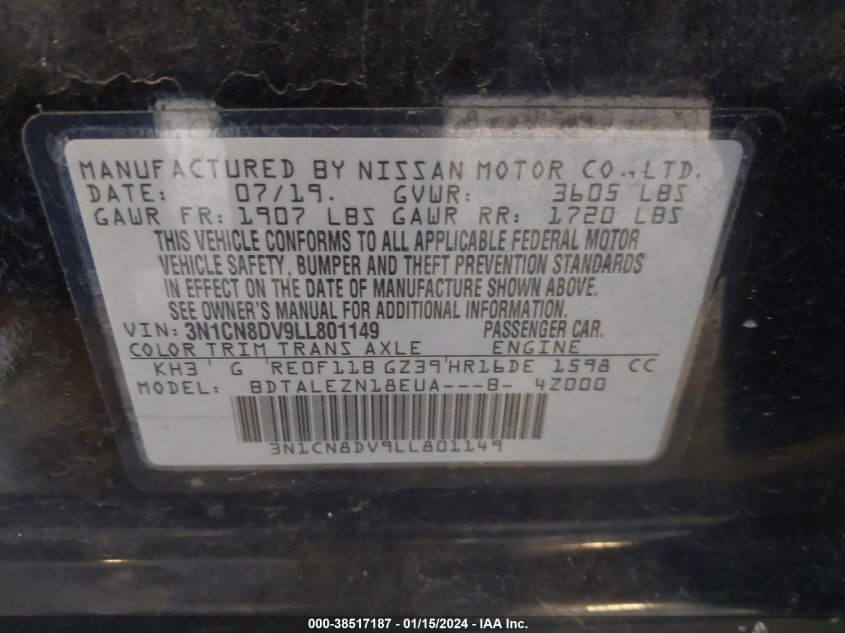 MANUFACTURED BY NISSAN MOTOR CO.,LTD.
DATE: 07/19. GVWR: 3605 LBS
GAWR FR: 1907 LBS GAWR RR: 1720 LBS
THIS VEHICLE CONFORMS TO ALL APPLICABLE FEDERAL MOTOR
VEHICLE SAFETY, BUMPER AND THEFT PREVENTION STANDARDS
IN EFFECT ON THE DATE OF MANUFACTURE SHOWN ABOVE.
SEE OWNER'S MANUAL FOR ADDITIONAL INFORMATION.
VIN: 3N1CN8DV9LL801149 PASSENGER CAR.
COLOR TRIM TRANS AXLE ENGINE
KH3' G 'RE0F11B GZ39'HR16DE 1598 CC
MODEL: BDTALEZN18EUA---B- 4Z000
3N1CN8DV9LL801149
000-38517187 - 01/15/2024 - IAA Inc.